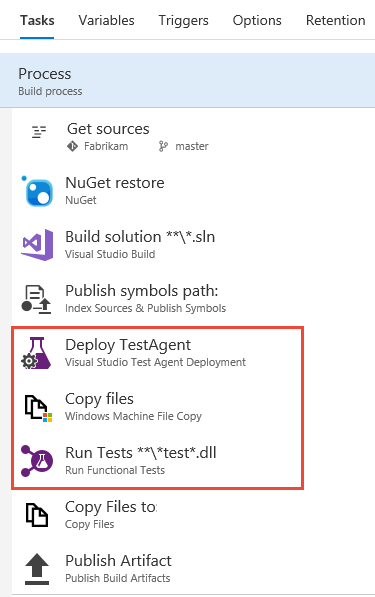 Tasks Variables Triggers Options Retention
Process
Build process
Get sources
Fabrikam master
NuGet restore
NuGet
Build solution **\*.sln
Visual Studio Build
Publish symbols path:
Index Sources & Publish Symbols
Deploy TestAgent
Visual Studio Test Agent Deployment
Copy files
Windows Machine File Copy
Run Tests **\*test*.dll
Run Functional Tests
Copy Files to:
Copy Files
Publish Artifact
Publish Build Artifacts